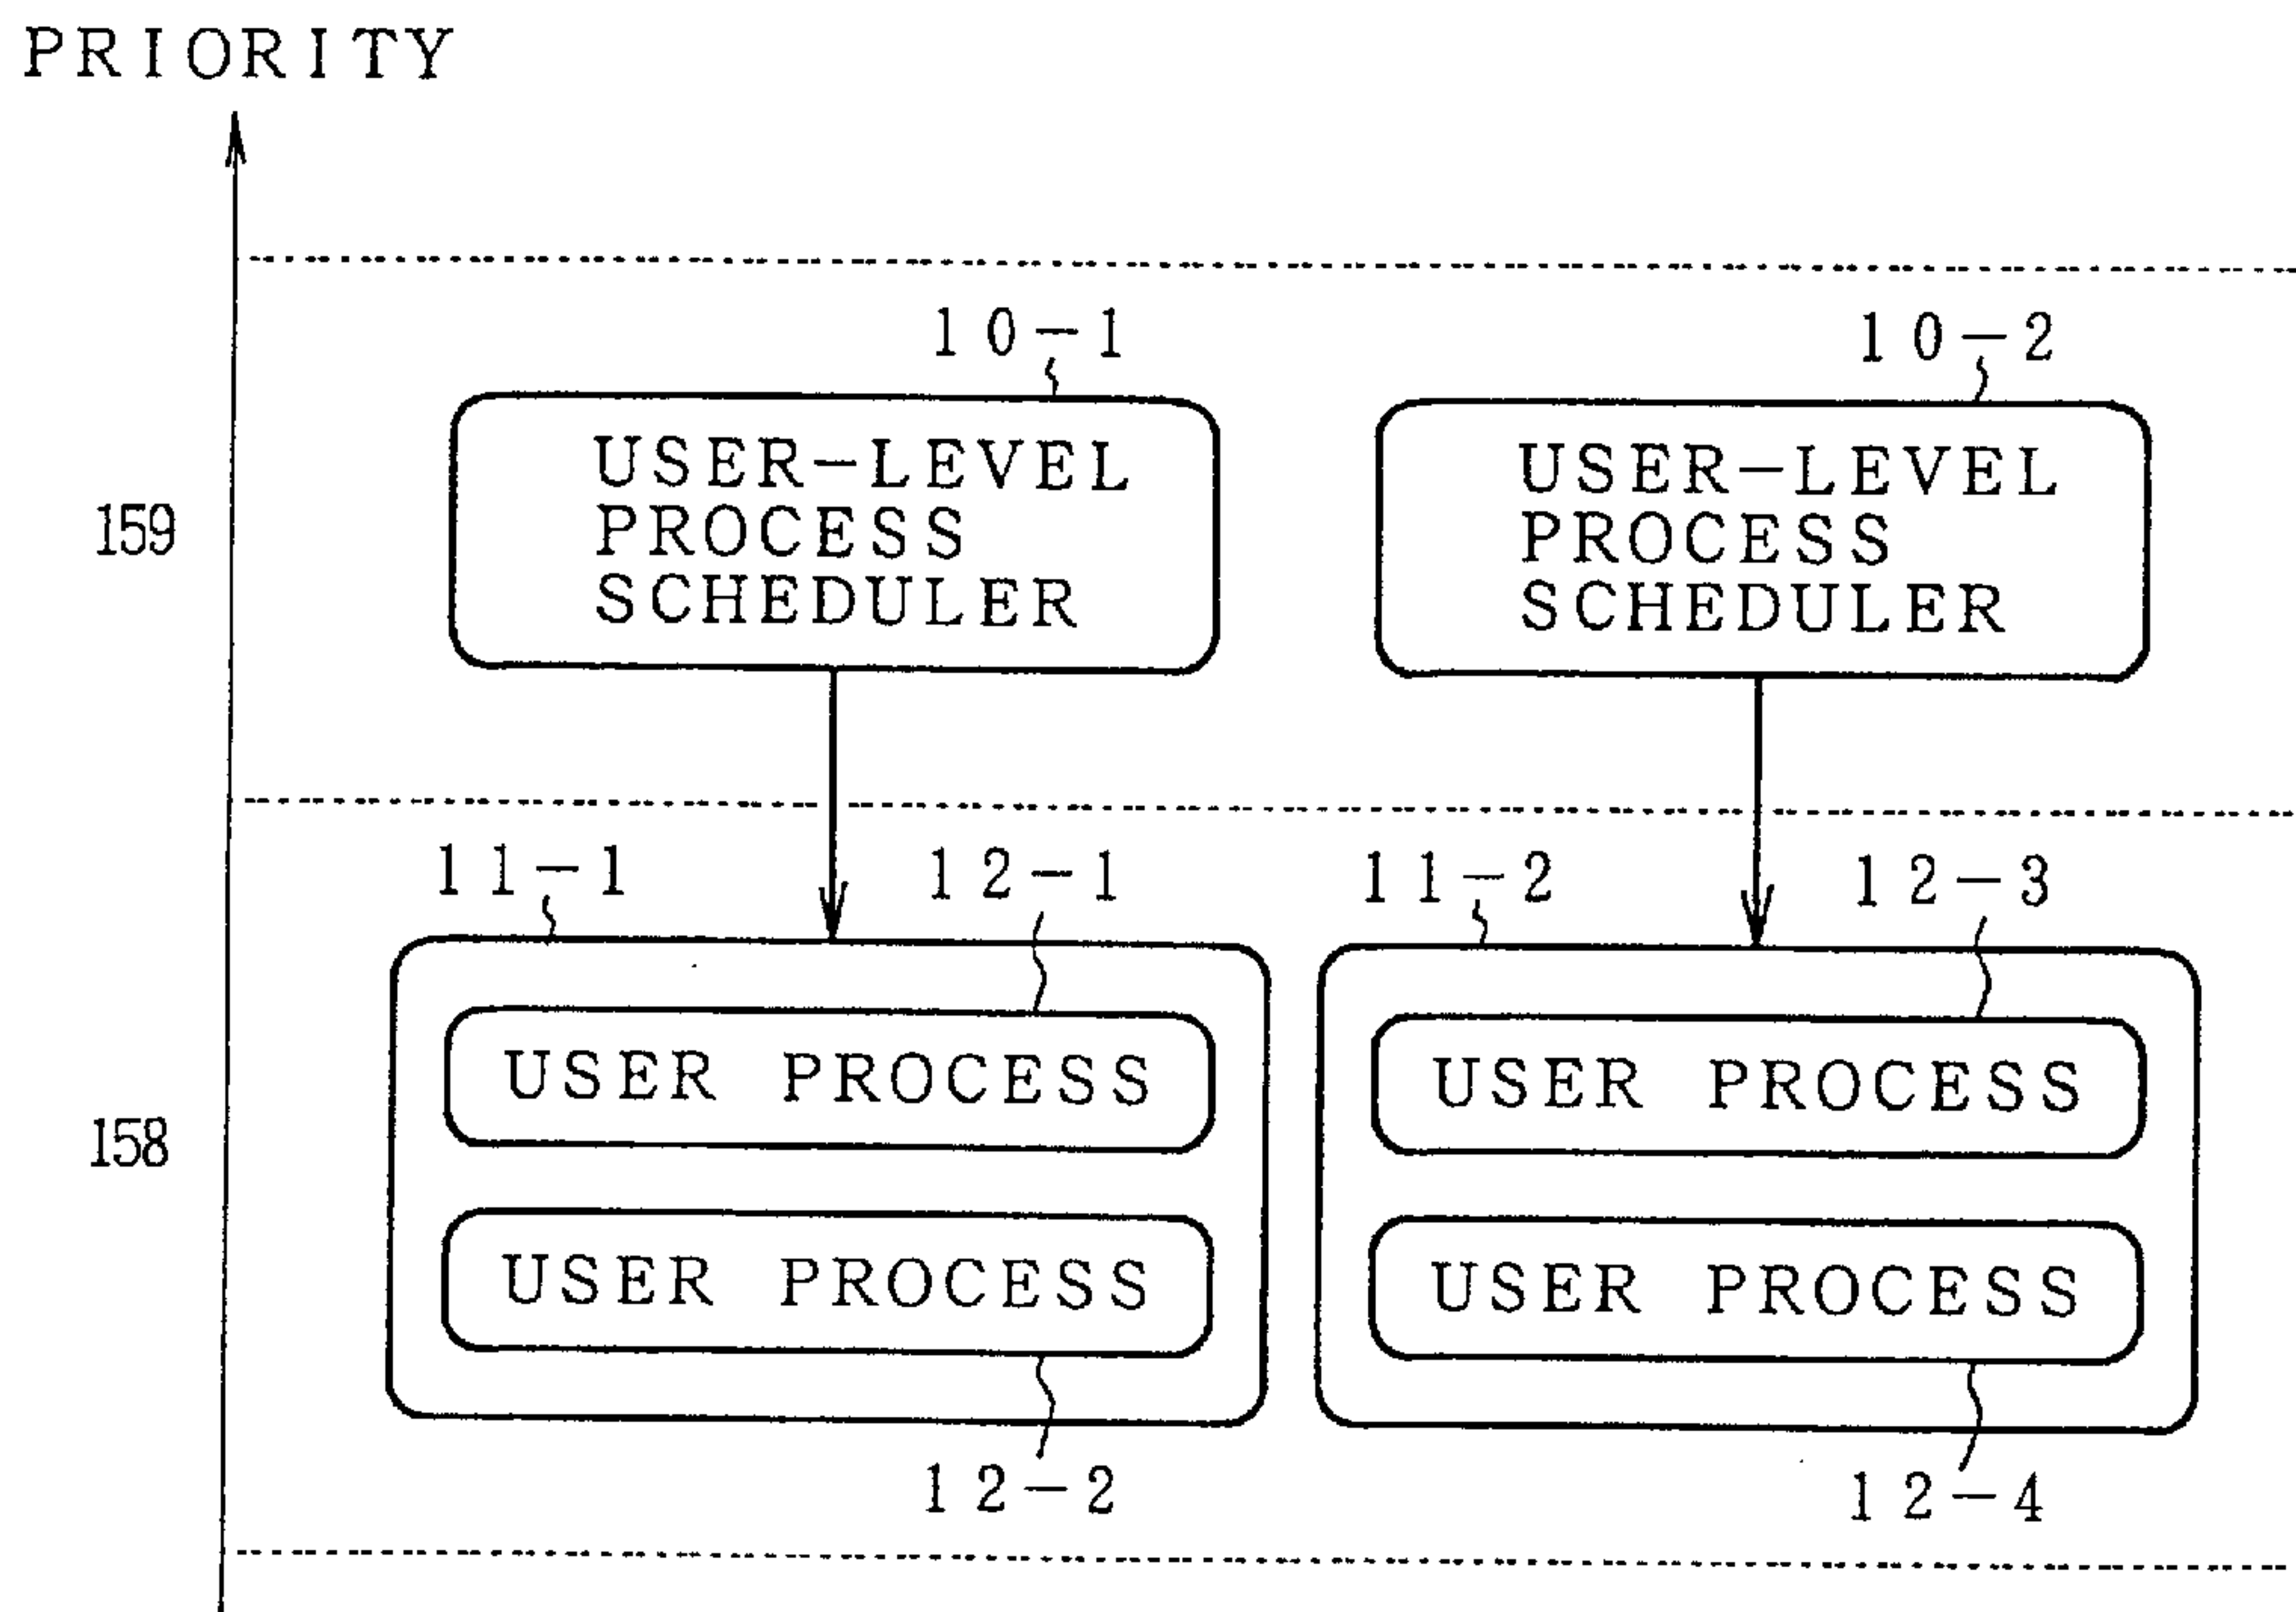 PRIORITY
10-1
10-2
USER-LEVEL
PROCESS
SCHEDULER
USER-LEVEL
PROCESS
SCHEDULER
159
11-1
12-1
11-2
12-3
USER PROCESS
USER PROCESS
158
USER PROCESS
USER PROCESS
12-2
12-4